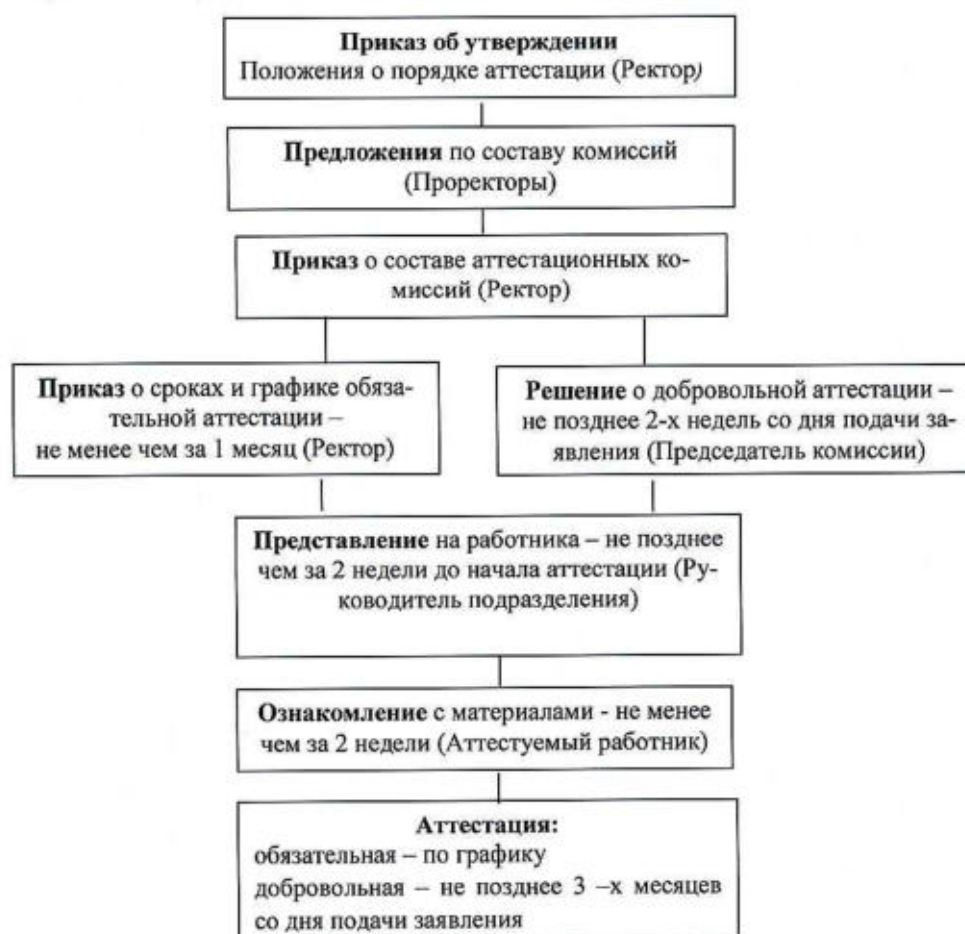 Приказ об утверждении
Положения о порядке аттестации (Ректор)
Предложения по составу комиссий
(Проректоры)
Приказ о составе аттестационных ко-
миссий (Ректор)
Приказ о сроках и графике обяза-
тельной аттестации –
не менее чем за 1 месяц (Ректор)
Решение о добровольной аттестации –
не позднее 2-х недель со дня подачи за-
явления (Председатель комиссии)
Представление на работника – не позднее
чем за 2 недели до начала аттестации (Ру-
ководитель подразделения)
Ознакомление с материалами - не менее
чем за 2 недели (Аттестуемый работник)
Аттестация:
обязательная – по графику
добровольная – не позднее 3 –х месяцев
со дня подачи заявления